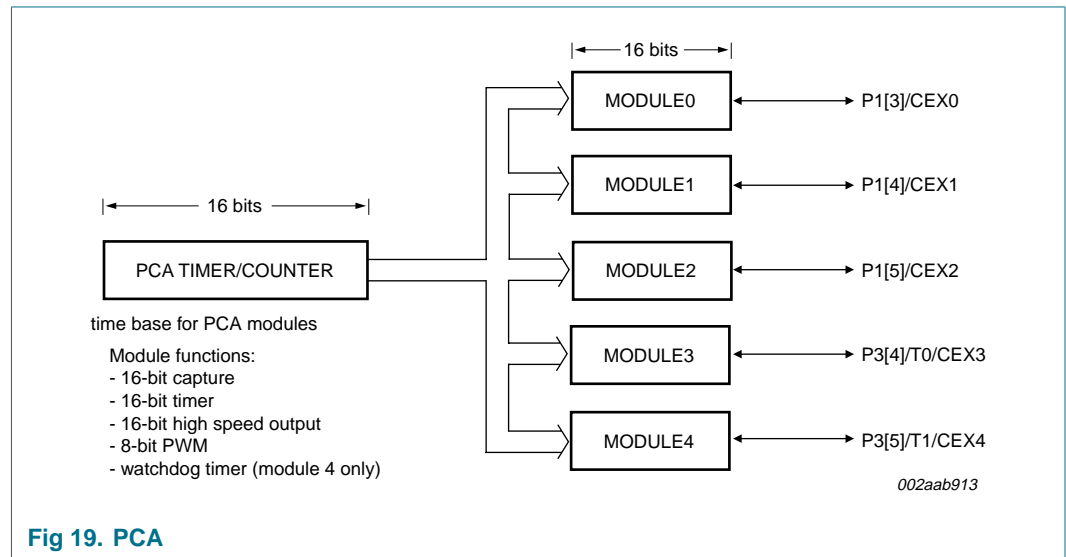 16 bits
MODULE0
P1[3]/CEX0
MODULE1
P1[4]/CEX1
16 bits
PCA TIMER/COUNTER
MODULE2
P1[5]/CEX2
time base for PCA modules
Module functions:
- 16-bit capture
- 16-bit timer
- 16-bit high speed output
- 8-bit PWM
- watchdog timer (module 4 only)
MODULE3
P3[4]/T0/CEX3
MODULE4
P3[5]/T1/CEX4
002aab913
Fig 19. PCA